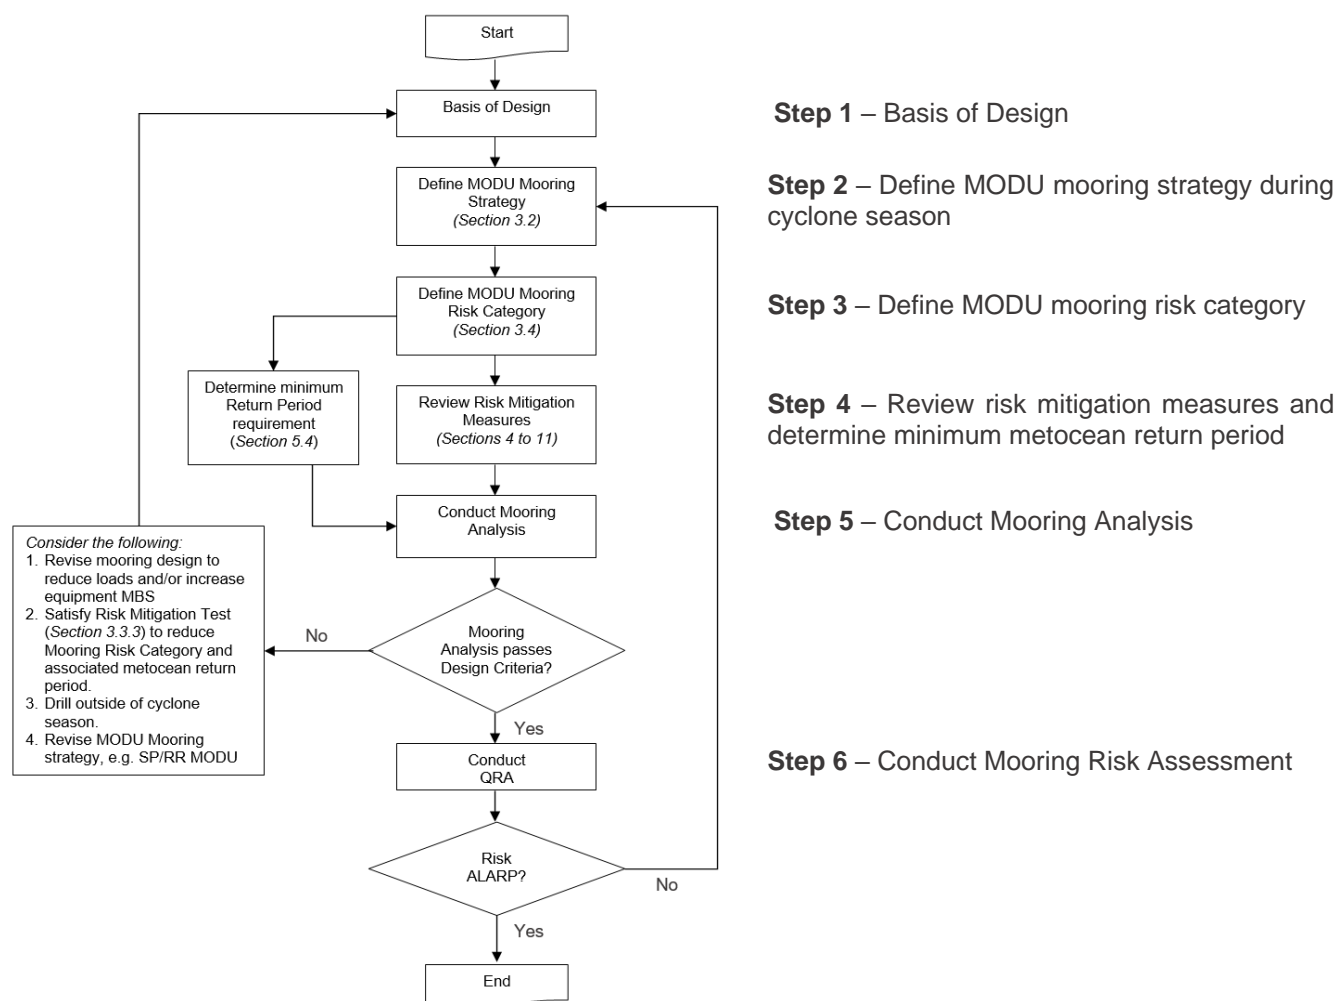 Start
Basis of Design
Step 1 – Basis of Design
Define MODU Mooring
Strategy
(Section 3.2)
Step 2 – Define MODU mooring strategy during
cyclone season
Define MODU Mooring
Risk Category
(Section 3.4)
Step 3 – Define MODU mooring risk category
Determine minimum
Return Period
requirement
(Section 5.4)
Review Risk Mitigation
Measures
(Sections 4 to 11)
Step 4 – Review risk mitigation measures and
determine minimum metocean return period
Conduct Mooring
Analysis
Step 5 – Conduct Mooring Analysis
Consider the following:
1. Revise mooring design to
reduce loads and/or increase
equipment MBS
2. Satisfy Risk Mitigation Test
(Section 3.3.3) to reduce
Mooring Risk Category and
associated metocean return
period.
3. Drill outside of cyclone
season.
4. Revise MODU Mooring
strategy, e.g. SP/RR MODU
No
Mooring
Analysis passes
Design Criteria?
Yes
Conduct
QRA
Step 6 – Conduct Mooring Risk Assessment
Risk
ALARP?
No
Yes
End